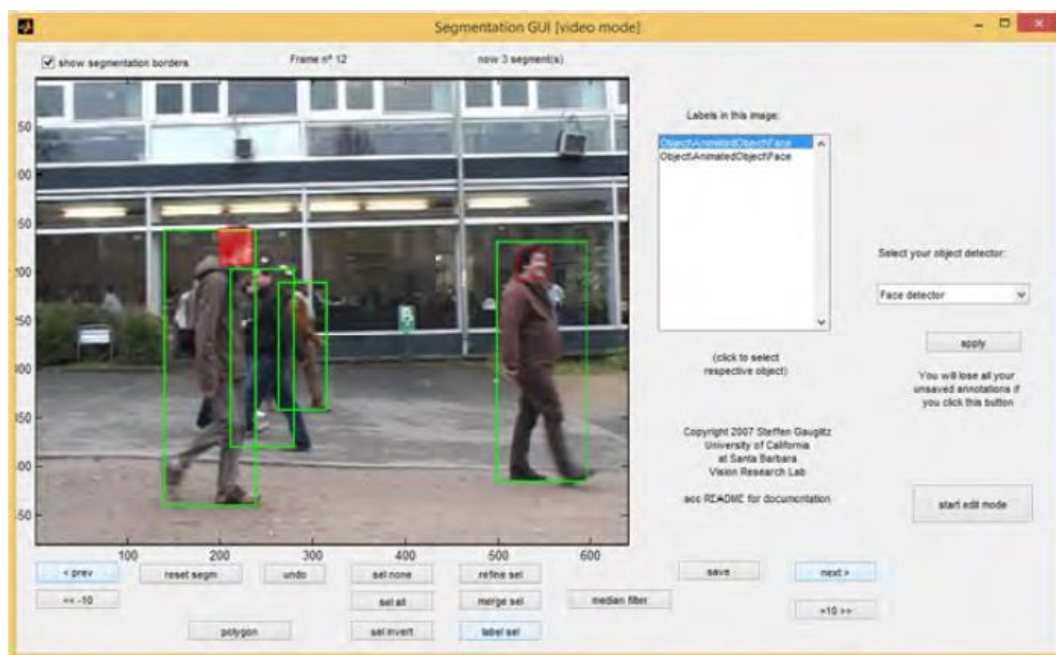 Segmentation GUI [video mode]
show segmentation borders
Frame nº 12
now 3 segment(s)
50
00
50
200
250
300
350
400
450
100
200
300
400
500
600
Labels in this image:
Object\AnimatedObject\Face
Object\AnimatedObject\Face
(click to select
respective object)
Copyright 2007 Steffen Gauglitz
University of California
at Santa Barbara
Vision Research Lab
see README for documentation
Select your object detector:
Face detector
apply
You will lose all your
unsaved annotations if
you click this button
start edit mode
< prev
reset segm
undo
sel none
refine sel
save
next >
<< -10
sel all
merge sel
median filter
+10 >>
polygon
sel invert
label sel